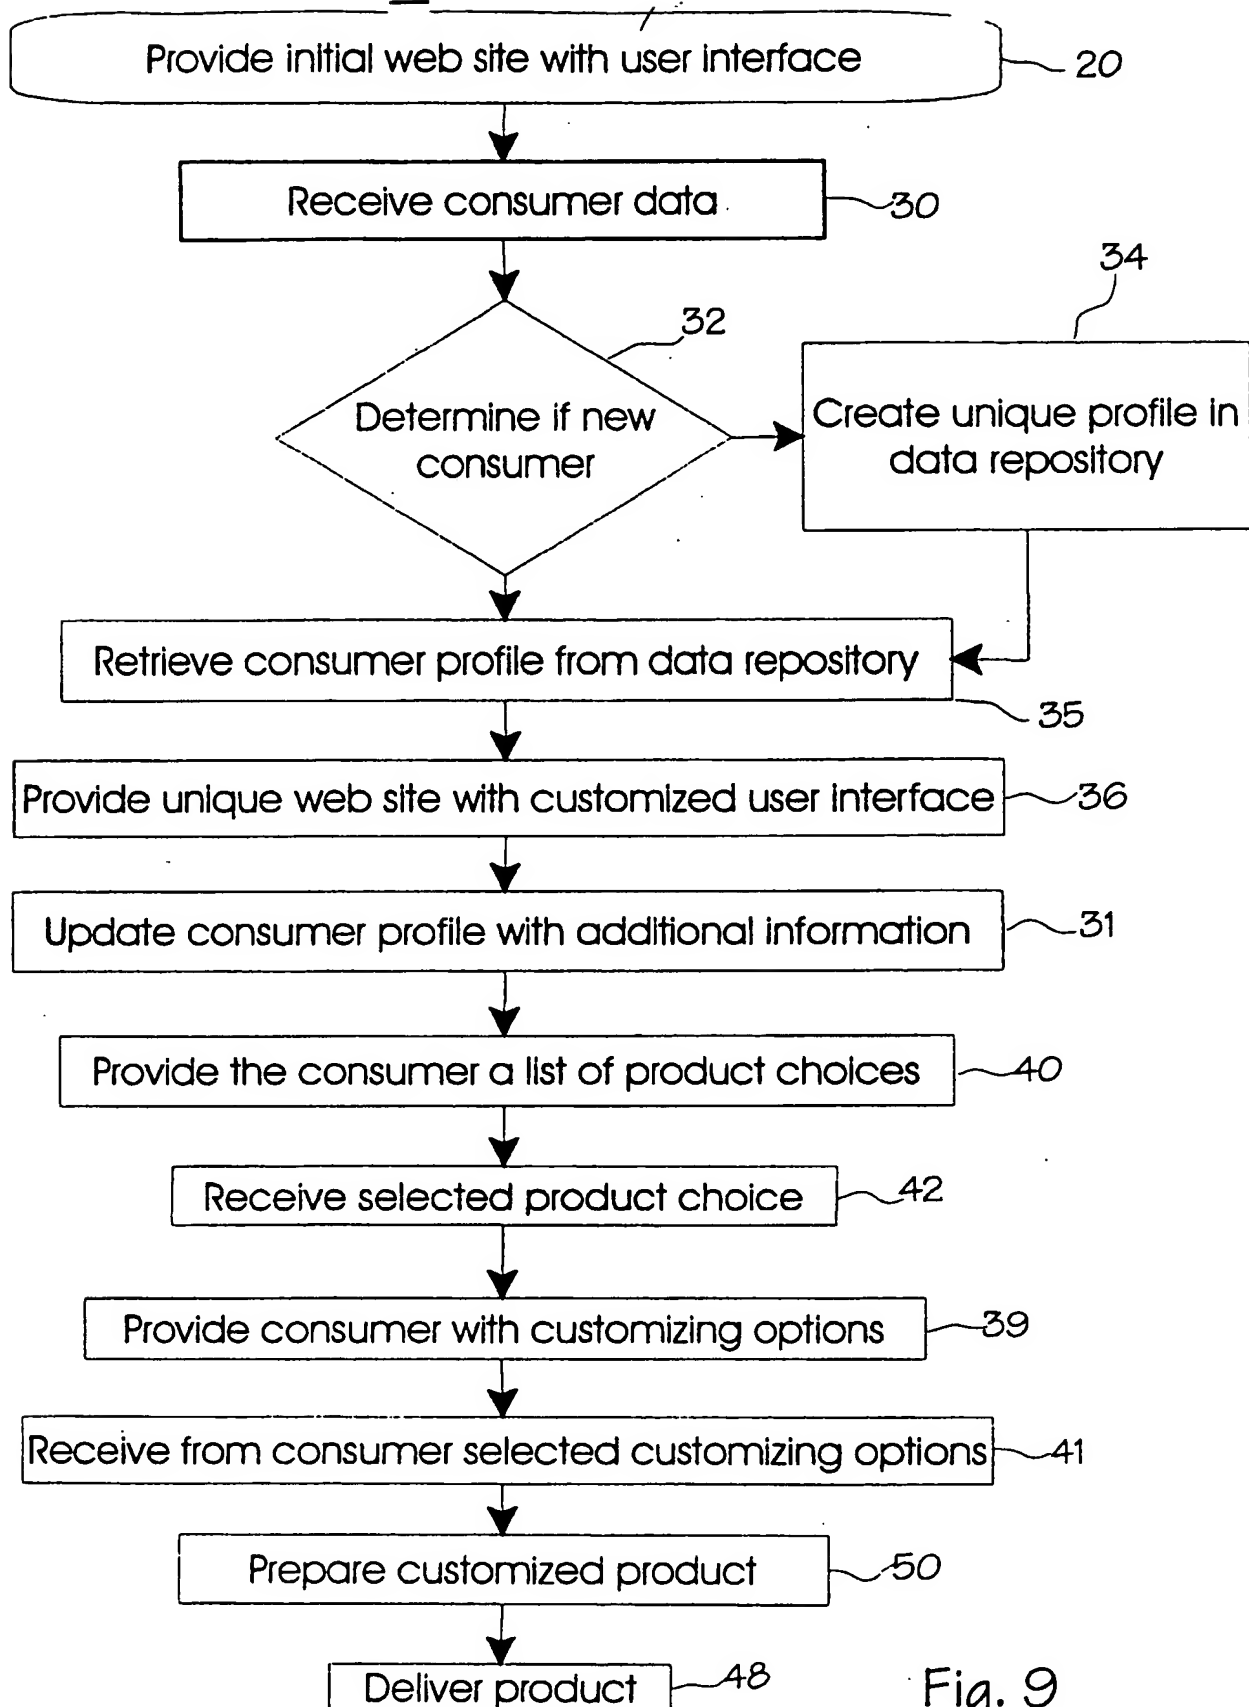 Provide initial web site with user interface
20
Receive consumer data
30
34
32
Determine if new
consumer
Create unique profile in
data repository
Retrieve consumer profile from data repository
35
Provide unique web site with customized user interface
36
Update consumer profile with additional information
31
Provide the consumer a list of product choices
40
Receive selected product choice
42
Provide consumer with customizing options
39
Receive from consumer selected customizing options
41
Prepare customized product
50
Deliver product
48
Fig. 9